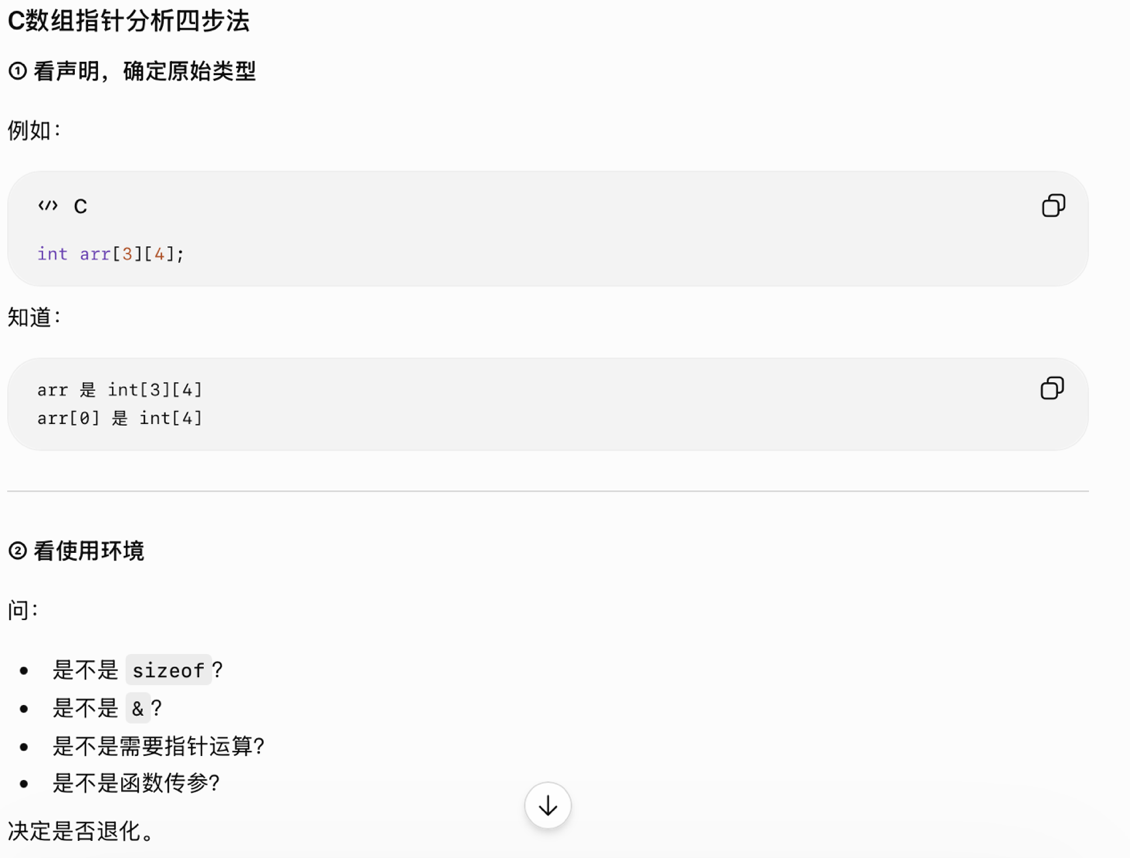 C数组指针分析四步法
① 看声明，确定原始类型
例如：
</> C
int arr[3][4];
知道：
arr 是 int[3][4]
arr[0] 是 int[4]
② 看使用环境
问：
• 是不是 sizeof？
• 是不是 &？
• 是不是需要指针运算？
• 是不是函数传参？
决定是否退化。